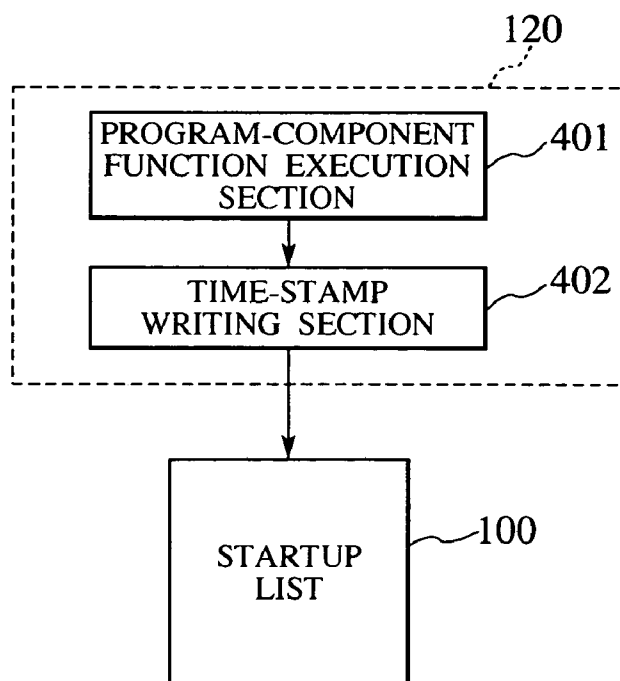 120
PROGRAM-COMPONENT
FUNCTION EXECUTION
SECTION
401
TIME-STAMP
WRITING SECTION
402
STARTUP
LIST
100